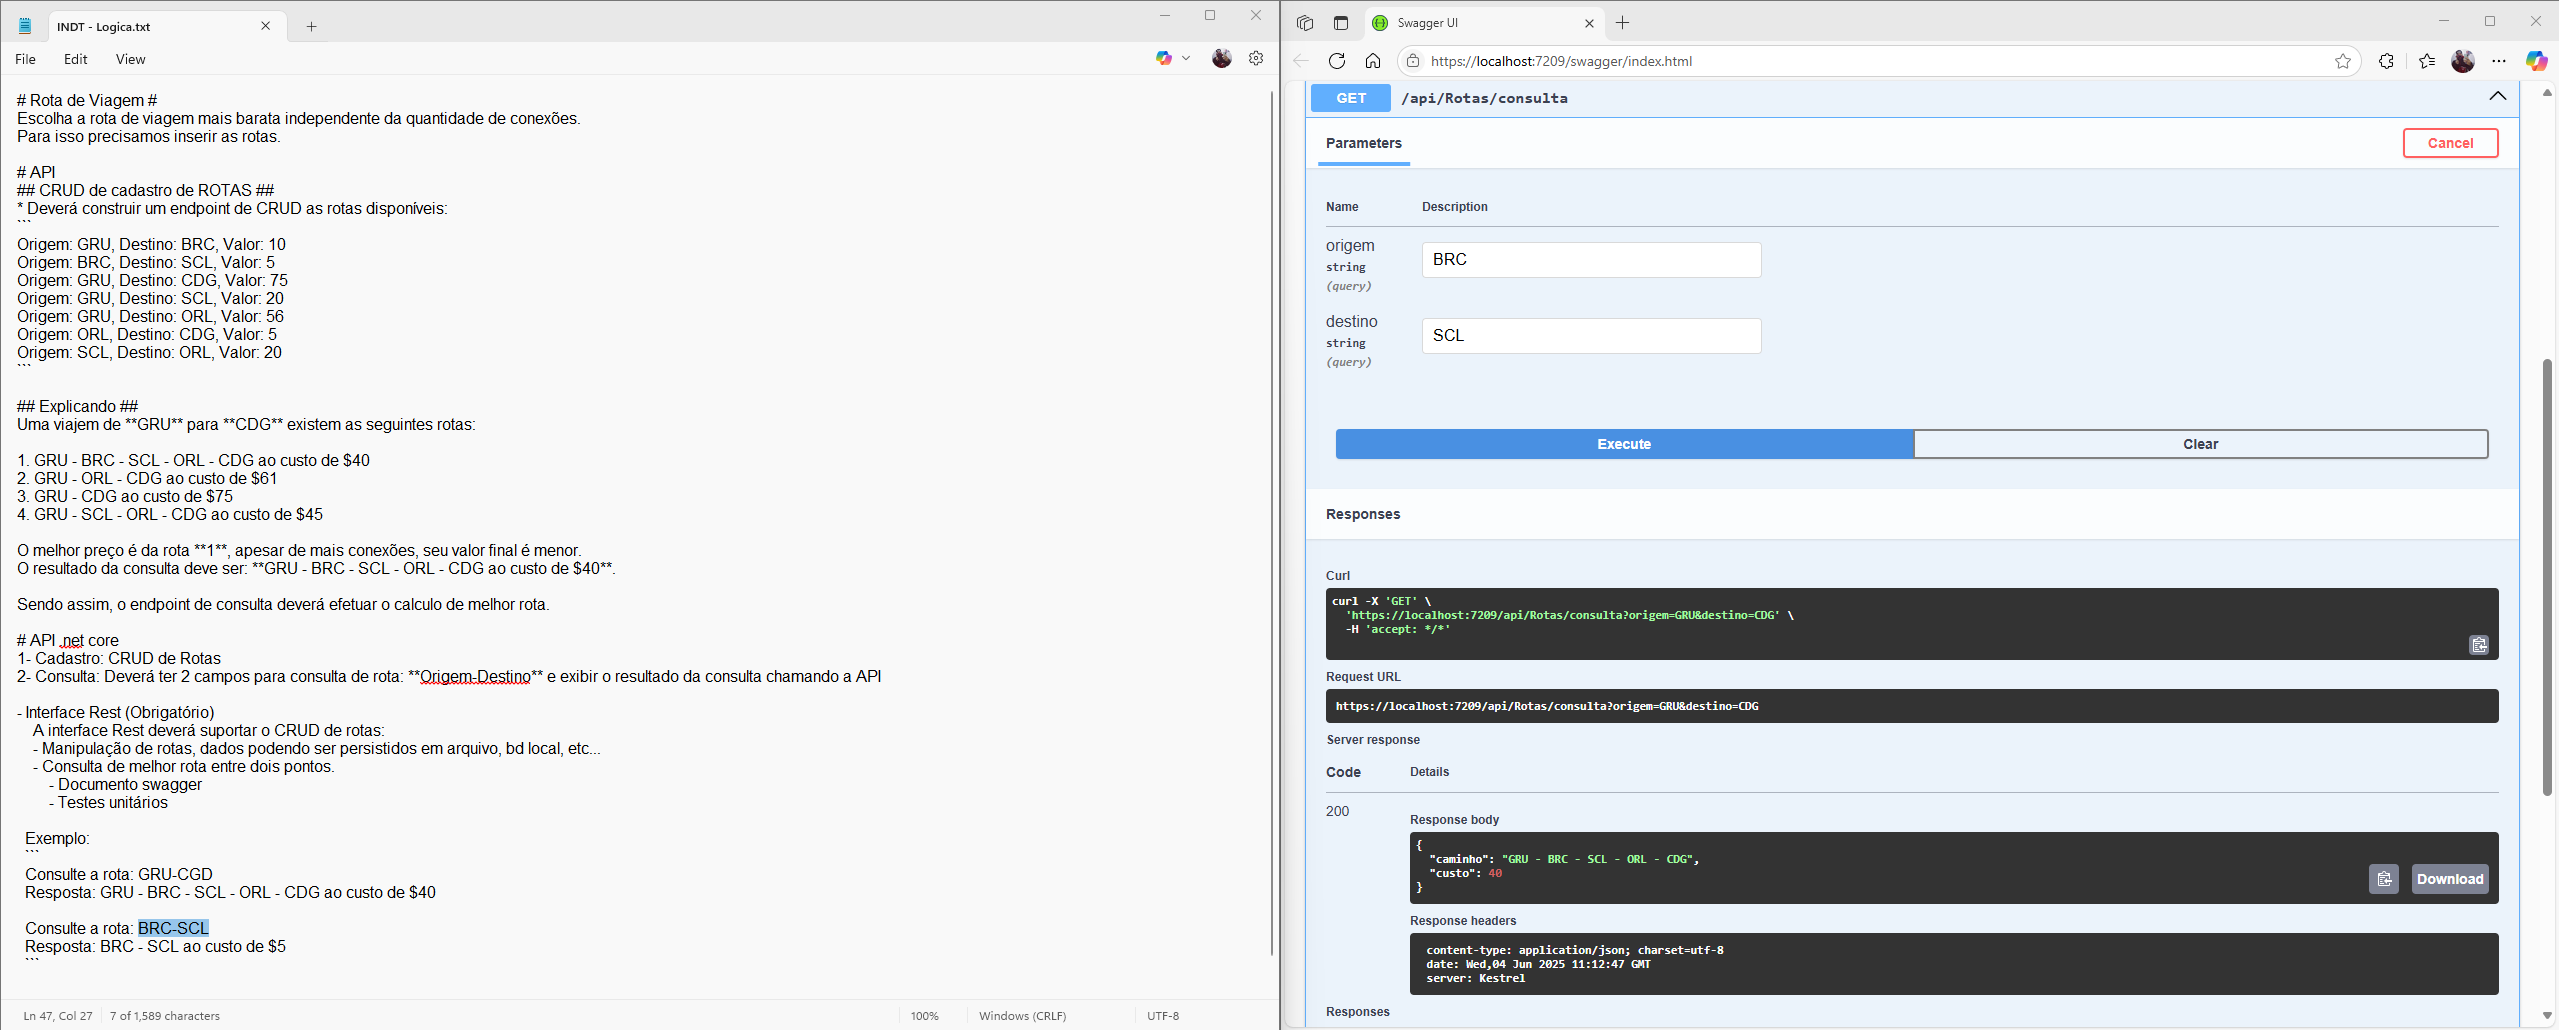 INDT - Logica.txt
File Edit View
# Rota de Viagem #
Escolha a rota de viagem mais barata independente da quantidade de conexões.
Para isso precisamos inserir as rotas.
# API
## CRUD de cadastro de ROTAS ##
* Deverá construir um endpoint de CRUD as rotas disponíveis:
```
Origem: GRU, Destino: BRC, Valor: 10
Origem: BRC, Destino: SCL, Valor: 5
Origem: GRU, Destino: CDG, Valor: 75
Origem: GRU, Destino: SCL, Valor: 20
Origem: GRU, Destino: ORL, Valor: 56
Origem: ORL, Destino: CDG, Valor: 5
Origem: SCL, Destino: ORL, Valor: 20
```
## Explicando ##
Uma viajem de **GRU** para **CDG** existem as seguintes rotas:
1. GRU - BRC - SCL - ORL - CDG ao custo de $40
2. GRU - ORL - CDG ao custo de $61
3. GRU - CDG ao custo de $75
4. GRU - SCL - ORL - CDG ao custo de $45
O melhor preço é da rota **1**, apesar de mais conexões, seu valor final é menor.
O resultado da consulta deve ser: **GRU - BRC - SCL - ORL - CDG ao custo de $40**.
Sendo assim, o endpoint de consulta deverá efetuar o calculo de melhor rota.
# API .net core
1- Cadastro: CRUD de Rotas
2- Consulta: Deverá ter 2 campos para consulta de rota: **Origem-Destino** e exibir o resultado da consulta chamando a API
- Interface Rest (Obrigatório)
A interface Rest deverá suportar o CRUD de rotas:
- Manipulação de rotas, dados podendo ser persistidos em arquivo, bd local, etc...
- Consulta de melhor rota entre dois pontos.
- Documento swagger
- Testes unitários
Exemplo:
```
Consulte a rota: GRU-CGD
Resposta: GRU - BRC - SCL - ORL - CDG ao custo de $40
Consulte a rota: BRC-SCL
Resposta: BRC - SCL ao custo de $5
```
Ln 47, Col 27 7 of 1,589 characters 100% Windows (CRLF) UTF-8
Swagger UI
https://localhost:7209/swagger/index.html
GET /api/Rotas/consulta
Parameters
Cancel
Name Description
origem
string
(query)
BRC
destino
string
(query)
SCL
Execute Clear
Responses
Curl
curl -X 'GET' \
'https://localhost:7209/api/Rotas/consulta?origem=GRU&destino=CDG' \
-H 'accept: */*'
Request URL
https://localhost:7209/api/Rotas/consulta?origem=GRU&destino=CDG
Server response
Code Details
200
Response body
{
"caminho": "GRU - BRC - SCL - ORL - CDG",
"custo": 40
}
Download
Response headers
content-type: application/json; charset=utf-8
date: Wed,04 Jun 2025 11:12:47 GMT
server: Kestrel
Responses